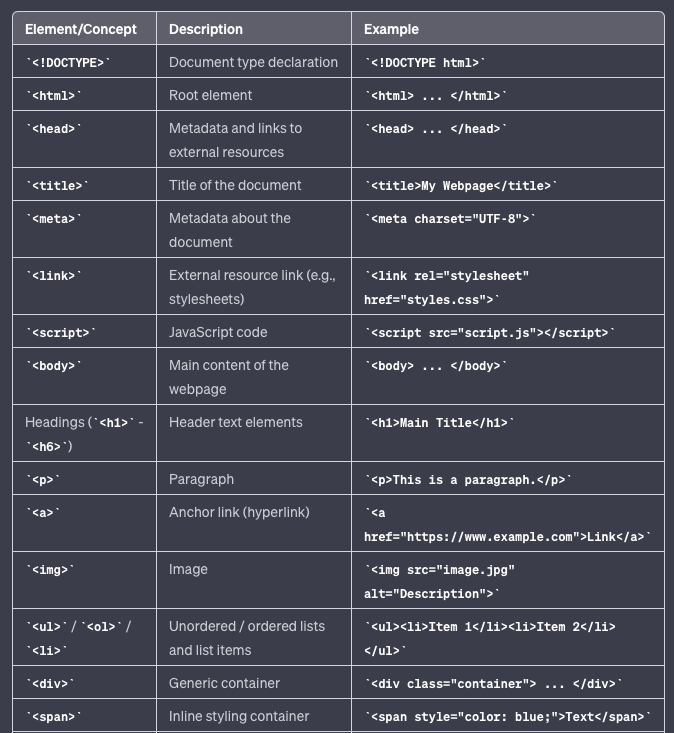 Element/Concept Description Example
`<!DOCTYPE>` Document type declaration `<!DOCTYPE html>`
`<html>` Root element `<html> ... </html>`
`<head>` Metadata and links to `<head> ... </head>`
external resources
`<title>` Title of the document `<title>My Webpage</title>`
`<meta>` Metadata about the `<meta charset="UTF-8">`
document
`<link>` External resource link (e.g., `<link rel="stylesheet"
stylesheets) href="styles.css">`
`<script>` JavaScript code `<script src="script.js"></script>`
`<body>` Main content of the `<body> ... </body>`
webpage
Headings (`<h1>` - Header text elements `<h1>Main Title</h1>`
`<h6>`)
`<p>` Paragraph `<p>This is a paragraph.</p>`
`<a>` Anchor link (hyperlink) `<a
href="https://www.example.com">Link</a>`
`<img>` Image `<img src="image.jpg"
alt="Description">`
`<ul>` / `<ol>` / Unordered / ordered lists `<ul><li>Item 1</li><li>Item 2</li>
`<li>` and list items </ul>`
`<div>` Generic container `<div class="container"> ... </div>`
`<span>` Inline styling container `<span style="color: blue;">Text</span>`